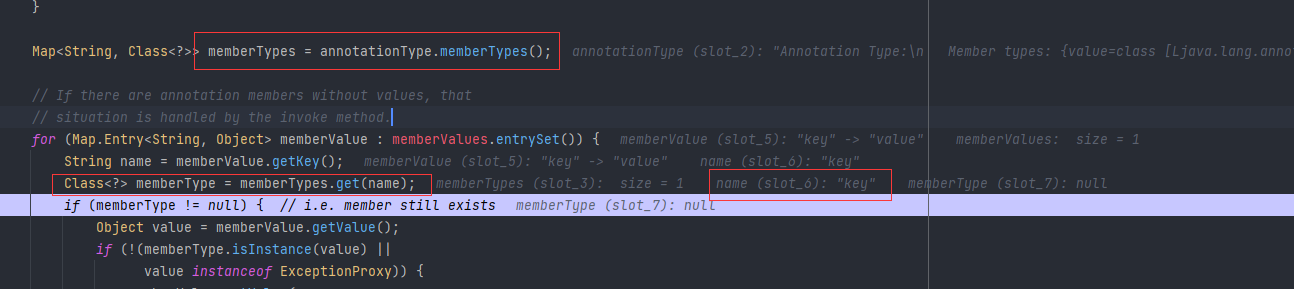 }
Map<String, Class<?>> memberTypes = annotationType.memberTypes(); annotationType (slot_2): "Annotation Type:\n   Member types: {value=class [Ljava.lang.anno
// If there are annotation members without values, that
// situation is handled by the invoke method.
for (Map.Entry<String, Object> memberValue : memberValues.entrySet()) { memberValue (slot_5): "key" -> "value" memberValues: size = 1
String name = memberValue.getKey(); memberValue (slot_5): "key" -> "value" name (slot_6): "key"
Class<?> memberType = memberTypes.get(name); memberTypes (slot_3): size = 1 name (slot_6): "key" memberType (slot_7): null
if (memberType != null) { // i.e. member still exists memberType (slot_7): null
Object value = memberValue.getValue();
if (!(memberType.isInstance(value) ||
value instanceof ExceptionProxy)) {